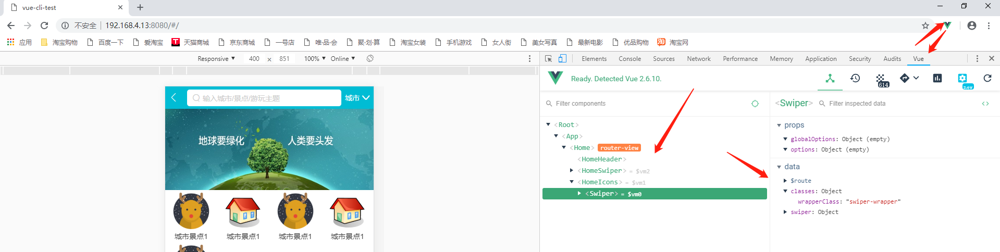 vue-cli-test
不安全 192.168.4.13:8080/#/
应用 淘宝购物 百度一下 爱淘宝 天猫商城 京东商城 一号店 唯·品·会 聚·划·算 淘宝女装 手机游戏 女人街 美女写真 最新电影 优品购物 淘宝网
Responsive 400 × 851 100% Online
Elements Console Sources Network Performance Memory Application Security Audits Vue
Ready. Detected Vue 2.6.10.
614
new
输入城市/景点/游玩主题 城市
地球要绿化 人类要头发
城市景点1 城市景点1 城市景点1 城市景点1
Filter components
<Root>
<App>
<Home> router-view
<HomeHeader>
<HomeSwiper> = $vm2
<HomeIcons> = $vm1
<Swiper> = $vm0
<Swiper> Filter inspected data
props
globalOptions: Object (empty)
options: Object (empty)
data
$route
classes: Object
wrapperClass: "swiper-wrapper"
swiper: Object